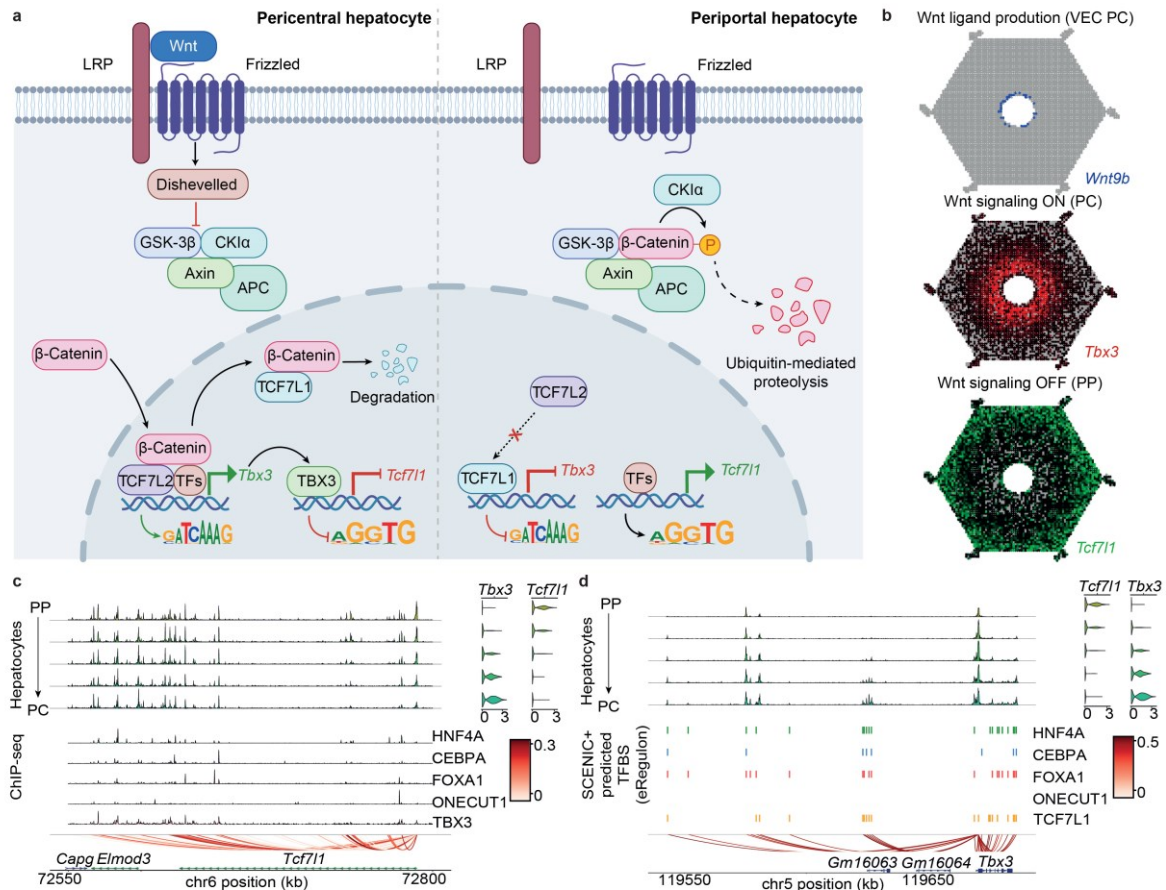 a
Pericentral hepatocyte
Periportal hepatocyte
LRP
Wnt
Frizzled
LRP
Frizzled
Dishevelled
GSK-3β
CKIα
Axin
APC
CKIα
GSK-3β
β-Catenin
P
Axin
APC
Ubiquitin-mediated
proteolysis
β-Catenin
β-Catenin
TCF7L1
Degradation
β-Catenin
TCF7L2
TFs
Tbx3
TBX3
Tcf7l1
TCF7L2
TCF7L1
Tbx3
TFs
Tcf7l1
GATCAAAG
AGGTG
GATCAAAG
AGGTG
b
Wnt ligand prodution (VEC PC)
Wnt9b
Wnt signaling ON (PC)
Tbx3
Wnt signaling OFF (PP)
Tcf7l1
c
PP
Hepatocytes
PC
Tbx3
Tcf7l1
0 3
0 3
ChIP-seq
HNF4A
CEBPA
FOXA1
ONECUT1
TBX3
0.3
0
Capg
Elmod3
Tcf7l1
72550
chr6 position (kb)
72800
d
PP
Hepatocytes
PC
Tcf7l1
Tbx3
0 3
0 3
SCENIC+
predicted
TFBS
(eRegulon)
HNF4A
CEBPA
FOXA1
ONECUT1
TCF7L1
0.5
0
Gm16063
Gm16064
Tbx3
119550
chr5 position (kb)
119650